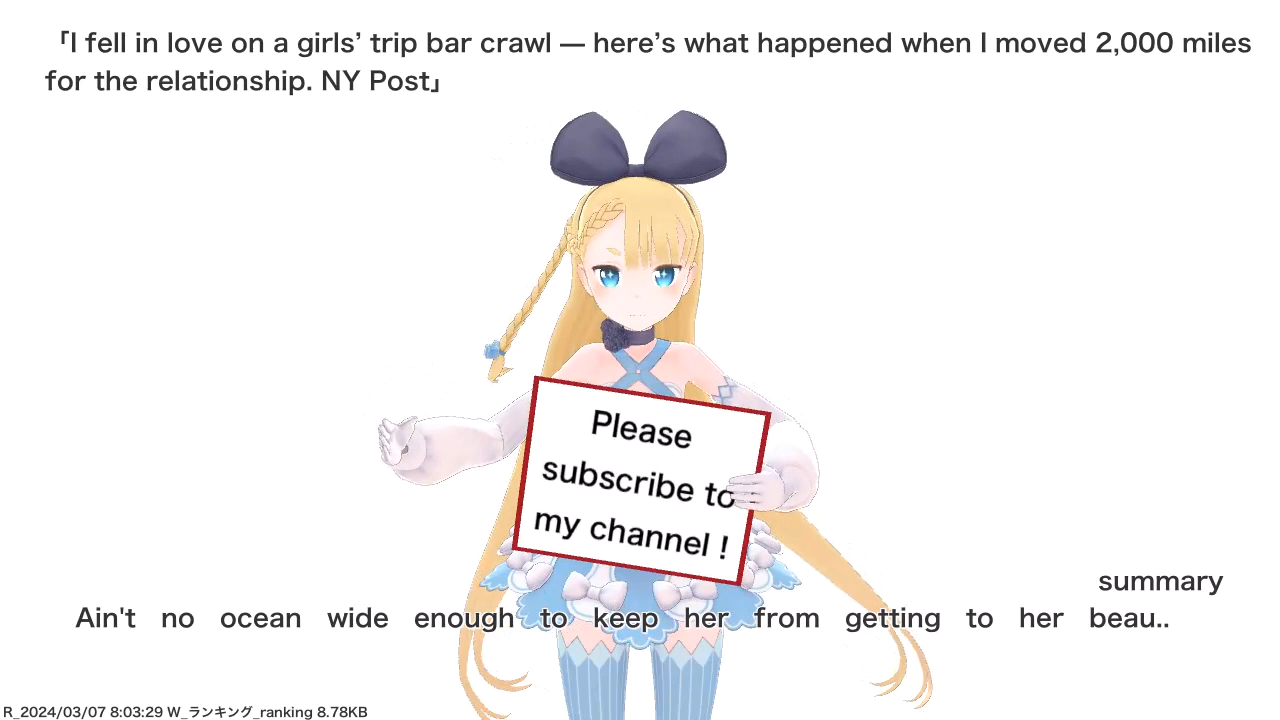 「I fell in love on a girls’ trip bar crawl — here’s what happened when I moved 2,000 miles
for the relationship. NY Post」
Please
subscribe to
my channel !
summary
Ain't no ocean wide enough to keep her from getting to her beau..
R_2024/03/07 8:03:29 W_ランキング_ranking 8.78KB